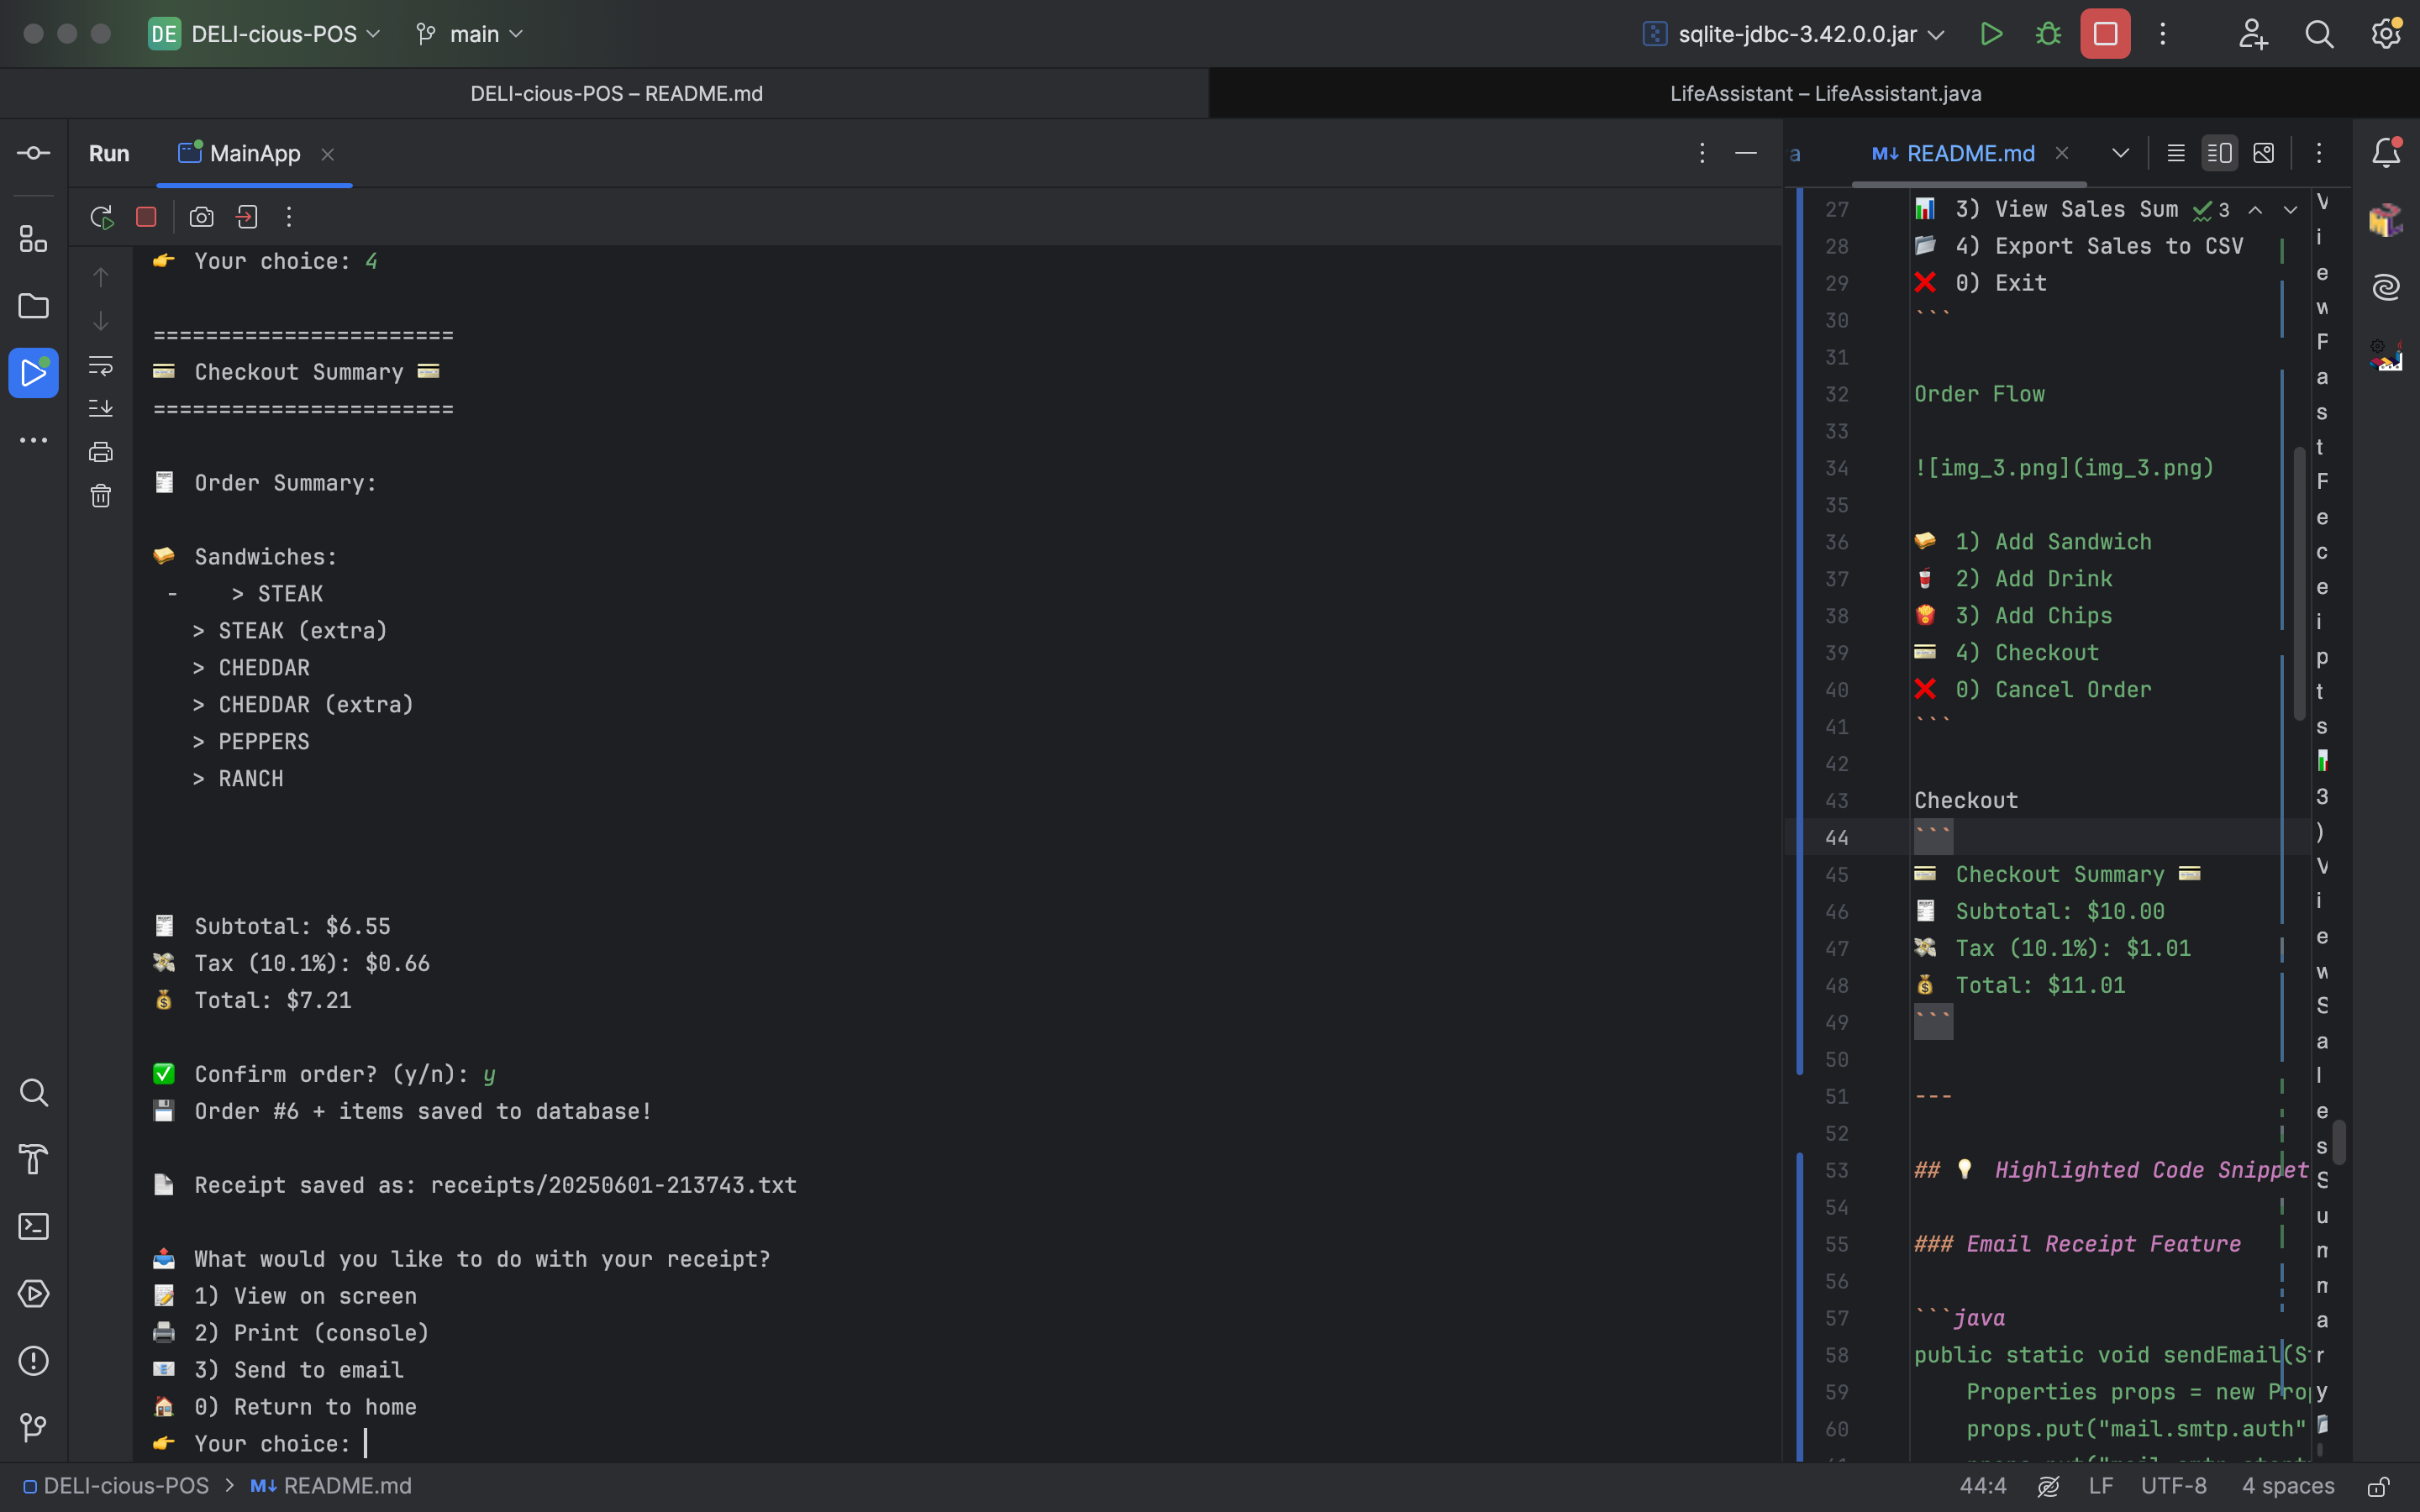 DE DELI-cious-POS main sqlite-jdbc-3.42.0.0.jar
DELI-cious-POS – README.md LifeAssistant – LifeAssistant.java
Run MainApp
👉 Your choice: 4
=======================
💳 Checkout Summary 💳
=======================
🧾 Order Summary:
🥪 Sandwiches:
-    > STEAK
> STEAK (extra)
> CHEDDAR
> CHEDDAR (extra)
> PEPPERS
> RANCH
🧾 Subtotal: $6.55
💸 Tax (10.1%): $0.66
💰 Total: $7.21
✅ Confirm order? (y/n): y
💾 Order #6 + items saved to database!
📄 Receipt saved as: receipts/20250601-213743.txt
📤 What would you like to do with your receipt?
📝 1) View on screen
🖨️ 2) Print (console)
📧 3) Send to email
🏠 0) Return to home
👉 Your choice:
a M↓ README.md
27 📊 3) View Sales Sum 3
28 📂 4) Export Sales to CSV
29 ❌ 0) Exit
30 ```
31
32 Order Flow
33
34 ![img_3.png](img_3.png)
35
36 🥪 1) Add Sandwich
37 🥤 2) Add Drink
38 🍟 3) Add Chips
39 💳 4) Checkout
40 ❌ 0) Cancel Order
41 ```
42
43 Checkout
44 ```
45 💳 Checkout Summary 💳
46 🧾 Subtotal: $10.00
47 💸 Tax (10.1%): $1.01
48 💰 Total: $11.01
49 ```
50
51 ---
52
53 ## 💡 Highlighted Code Snippet
54
55 ### Email Receipt Feature
56
57 ```java
58 public static void sendEmail(St
59 Properties props = new Prop
60 props.put("mail.smtp.auth"
V
i
e
w
P
a
s
t
R
e
c
e
i
p
t
s
📊
3
)
V
i
e
w
S
a
l
e
s
S
u
m
m
a
r
y
📂
DELI-cious-POS > M↓ README.md 44:4 LF UTF-8 4 spaces